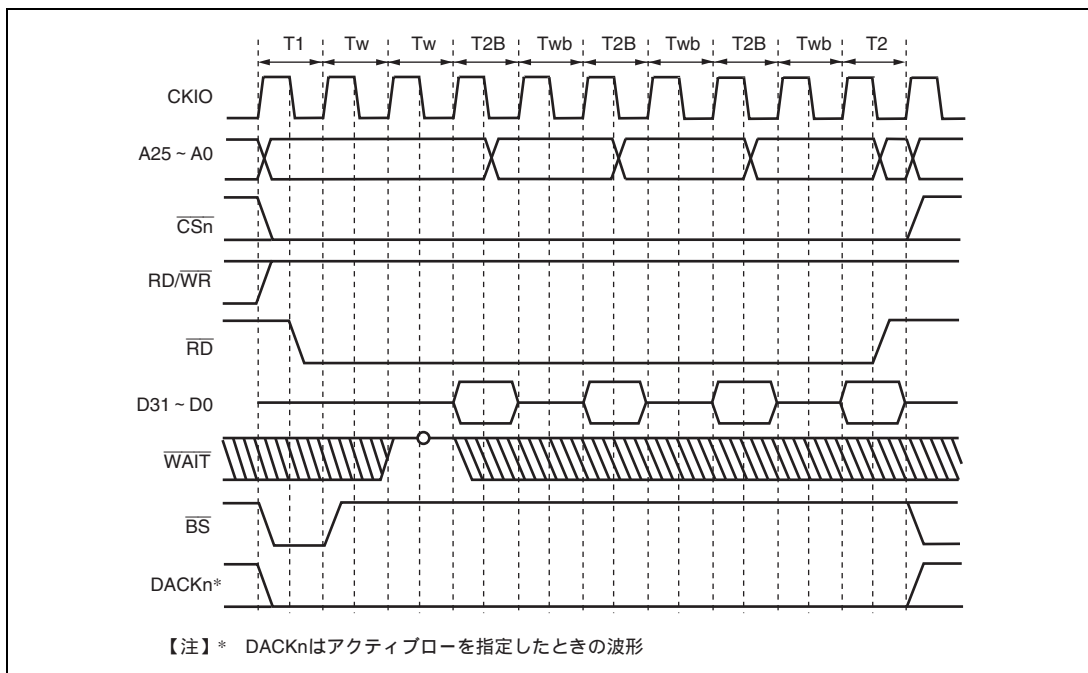 T1 Tw Tw T2B Twb T2B Twb T2B Twb T2
CKIO
A25 ~ A0
CSn
RD/WR
RD
D31 ~ D0
WAIT
BS
DACKn*
【注】* DACKnはアクティブローを指定したときの波形